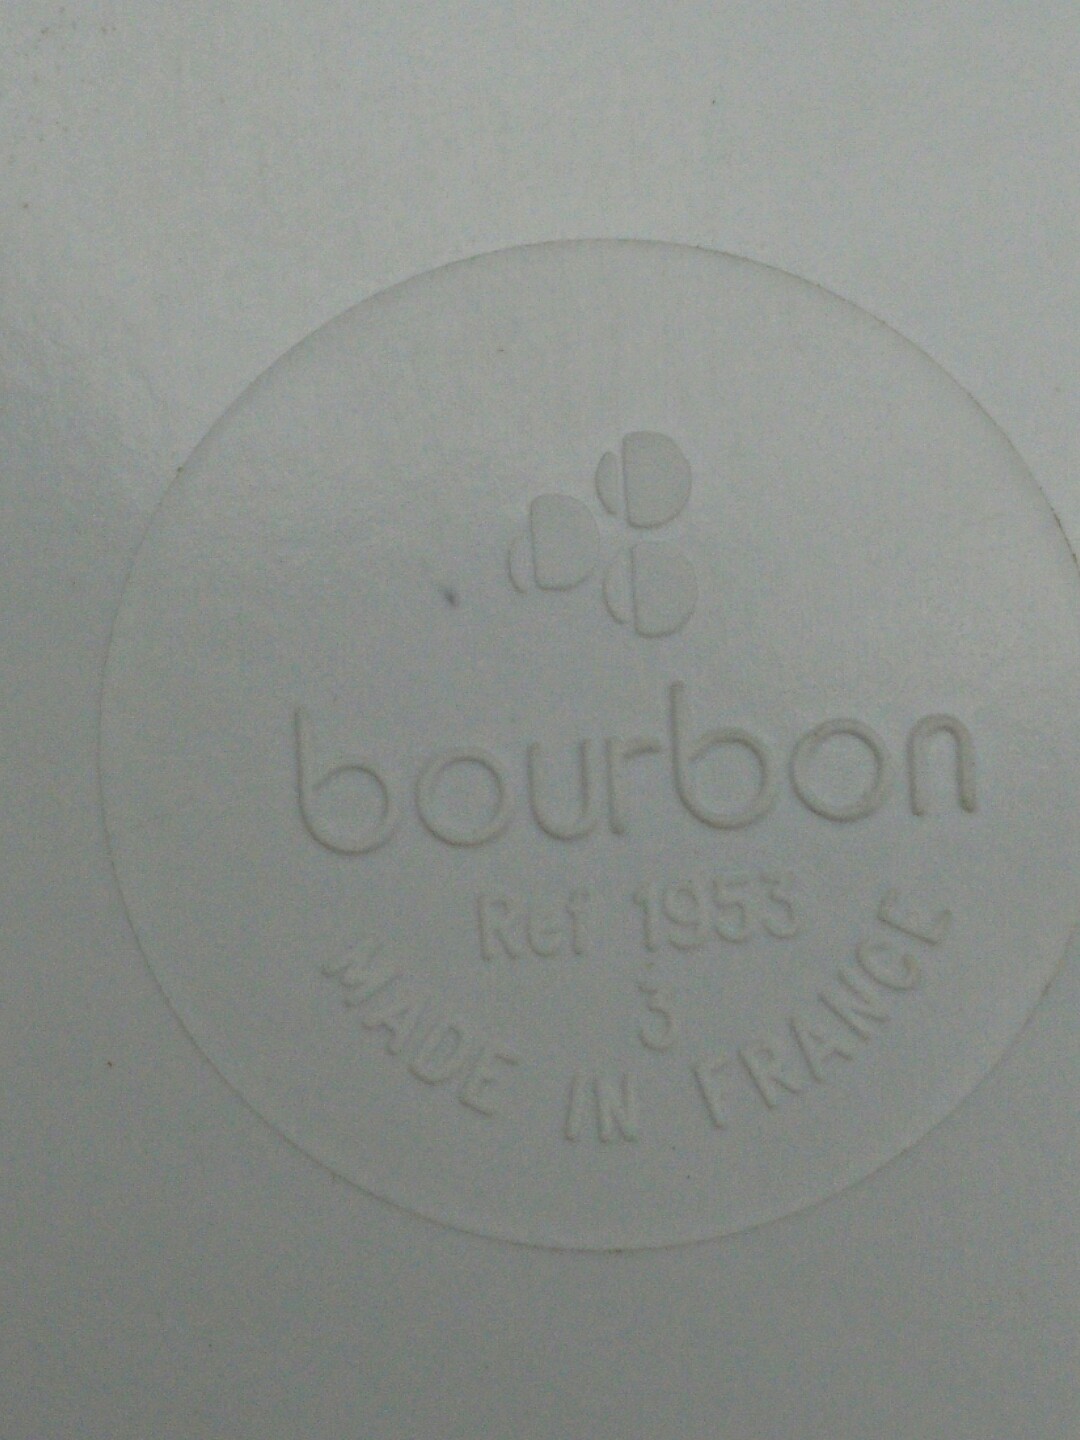 bourbon
Ref 1953
3
MADE IN FRANCE